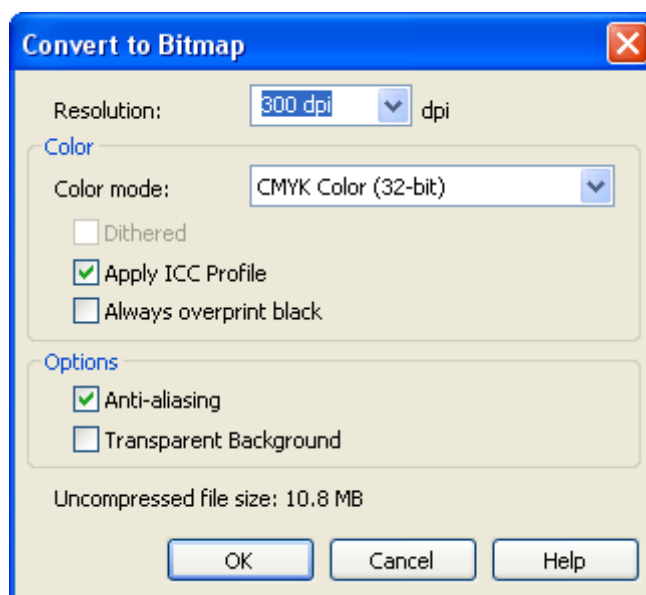 Convert to Bitmap
Resolution: 300 dpi dpi
Color
Color mode: CMYK Color (32-bit)
Dithered
Apply ICC Profile
Always overprint black
Options
Anti-aliasing
Transparent Background
Uncompressed file size: 10.8 MB
OK Cancel Help